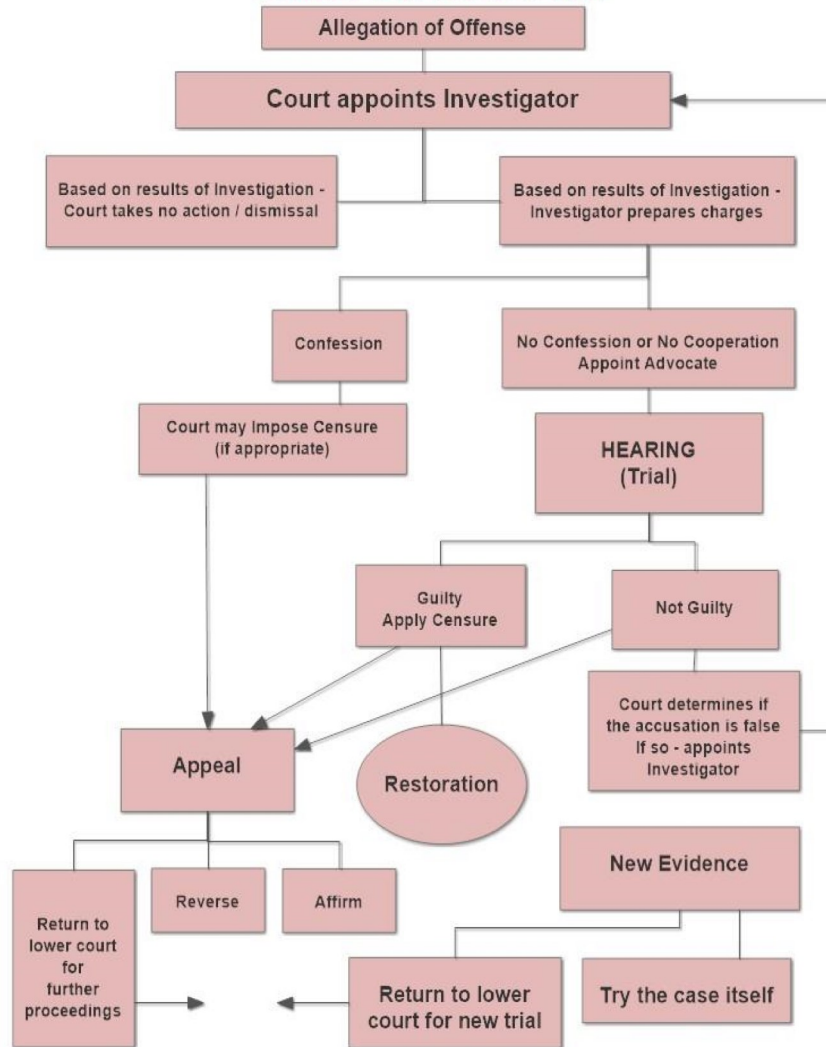 Allegation of Offense
Court appoints Investigator
Based on results of Investigation -
Court takes no action / dismissal
Based on results of Investigation -
Investigator prepares charges
Confession
No Confession or No Cooperation
Appoint Advocate
Court may Impose Censure
(if appropriate)
HEARING
(Trial)
Guilty
Apply Censure
Not Guilty
Court determines if
the accusation is false
If so - appoints
Investigator
Appeal
Restoration
New Evidence
Return to
lower court
for
further
proceedings
Reverse
Affirm
Return to lower
court for new trial
Try the case itself